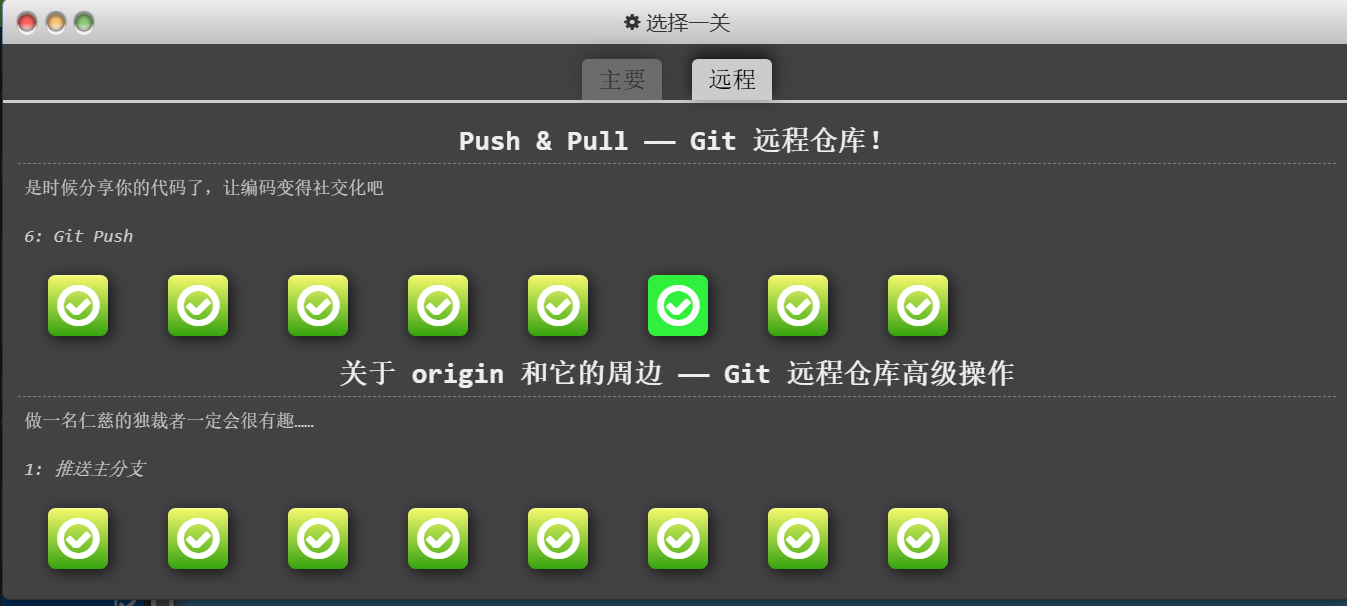 选择一关
主要
远程
Push & Pull —— Git 远程仓库！
是时候分享你的代码了，让编码变得社交化吧
6: Git Push
关于 origin 和它的周边 —— Git 远程仓库高级操作
做一名仁慈的独裁者一定会很有趣……
1: 推送主分支